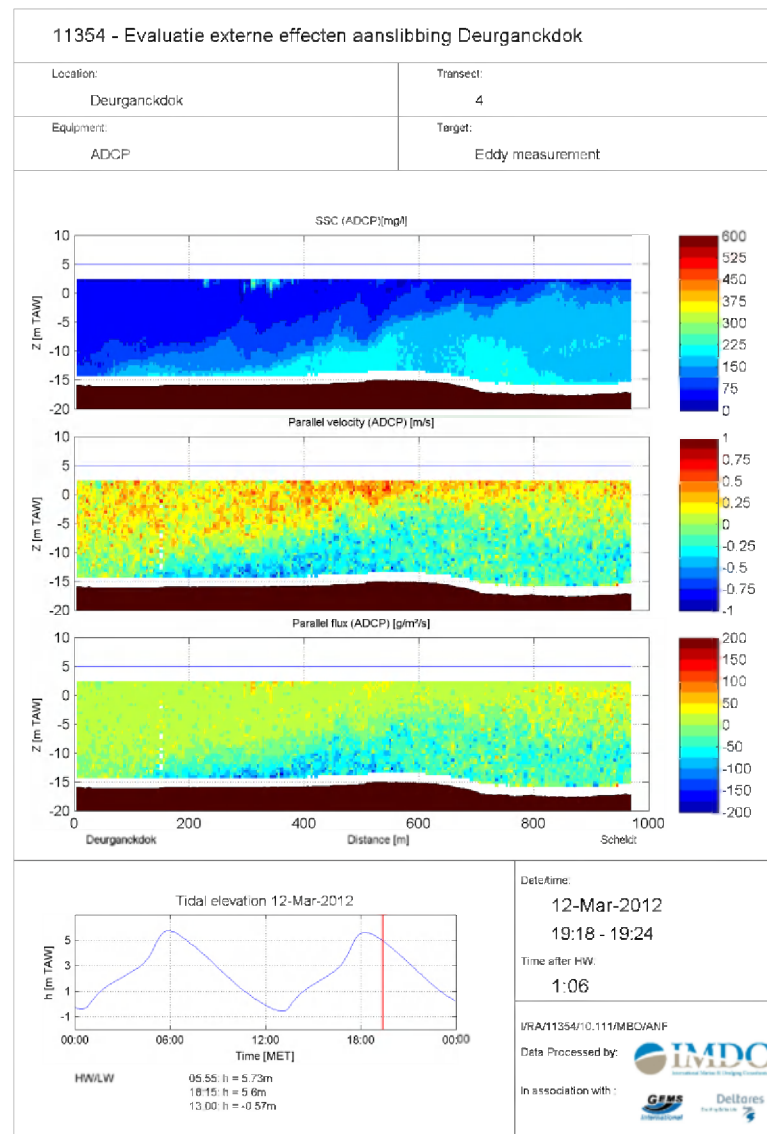 11354 - Evaluatie externe effecten aanslibbing Deurganckdok
Location:
Deurganckdok
Transect:
4
Equipment:
ADCP
Target:
Eddy measurement
SSC (ADCP)[mg/l]
10
5
0
-5
-10
-15
-20
Z [m TAW]
600
525
450
375
300
225
150
75
0
Parallel velocity (ADCP) [m/s]
10
5
0
-5
-10
-15
-20
Z [m TAW]
1
0.75
0.5
0.25
0
-0.25
-0.5
-0.75
-1
Parallel flux (ADCP) [g/m²/s]
10
5
0
-5
-10
-15
-20
Z [m TAW]
200
150
100
50
0
-50
-100
-150
-200
0 200 400 600 800 1000
Deurganckdok Distance [m] Scheldt
Tidal elevation 12-Mar-2012
5
3
1
-1
h [m TAW]
00:00 06:00 12:00 18:00 00:00
Time [MET]
HW/LW
05:55: h = 5.73m
18:15: h = 5.6m
13:00: h = -0.57m
Date/time:
12-Mar-2012
19:18 - 19:24
Time after HW:
1:06
I/RA/11354/10.111/MBO/ANF
Data Processed by:
IMDC
International Marine & Dredging Consultants
In association with :
GEMS
International
Deltares